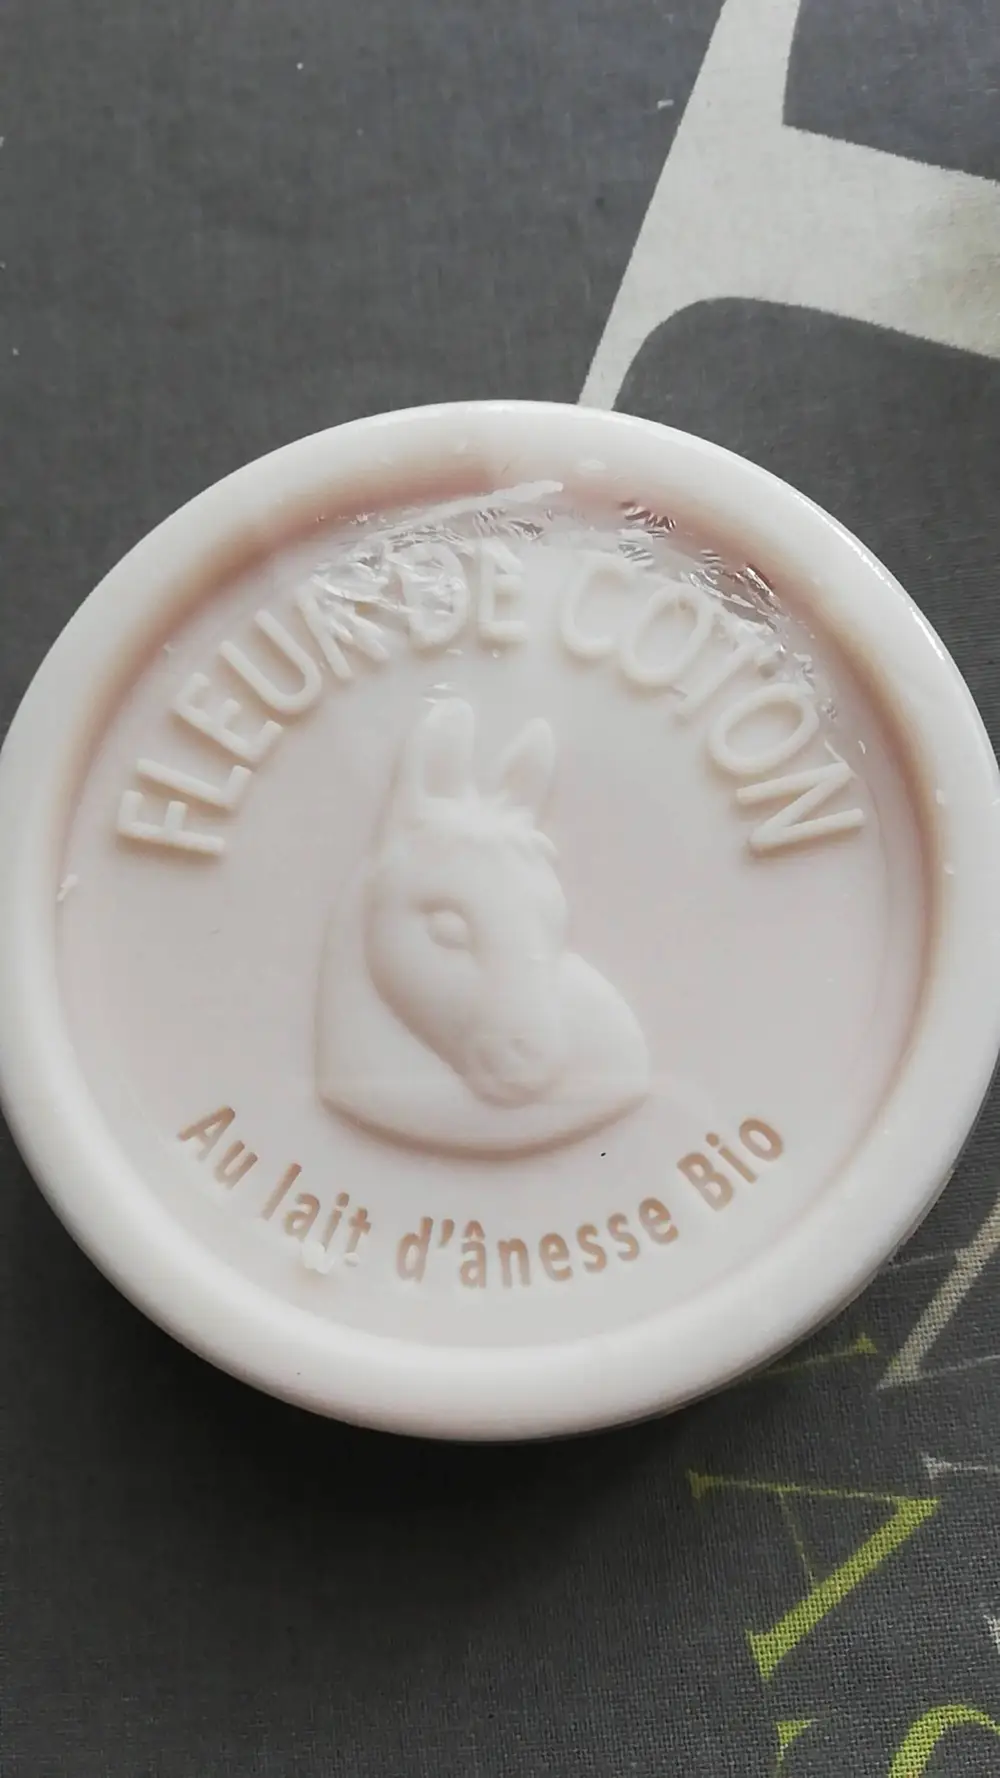 FLEUR DE COTON
Au lait d'ânesse Bio